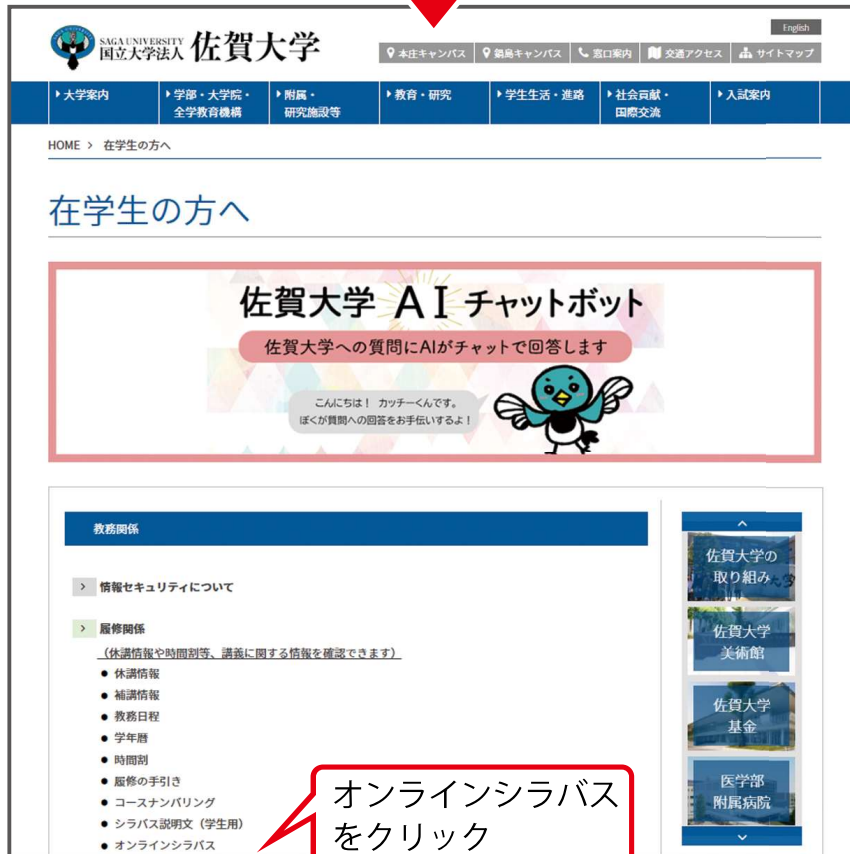 English
SAGA UNIVERSITY
国立大学法人 佐賀大学
本庄キャンパス 鍋島キャンパス 窓口案内 交通アクセス サイトマップ
大学案内
学部・大学院・
全学教育機構
附属・
研究施設等
教育・研究
学生生活・進路
社会貢献・
国際交流
入試案内
HOME > 在学生の方へ
在学生の方へ
佐賀大学 AI チャットボット
佐賀大学への質問にAIがチャットで回答します
こんにちは！ カッチーくんです。
ぼくが質問への回答をお手伝いするよ！
教務関係
> 情報セキュリティについて
> 履修関係
（休講情報や時間割等、講義に関する情報を確認できます）
● 休講情報
● 補講情報
● 教務日程
● 学年暦
● 時間割
● 履修の手引き
● コースナンバリング
● シラバス説明文（学生用）
● オンラインシラバス
オンラインシラバス
をクリック
佐賀大学の
取り組み
佐賀大学
美術館
佐賀大学
基金
医学部
附属病院